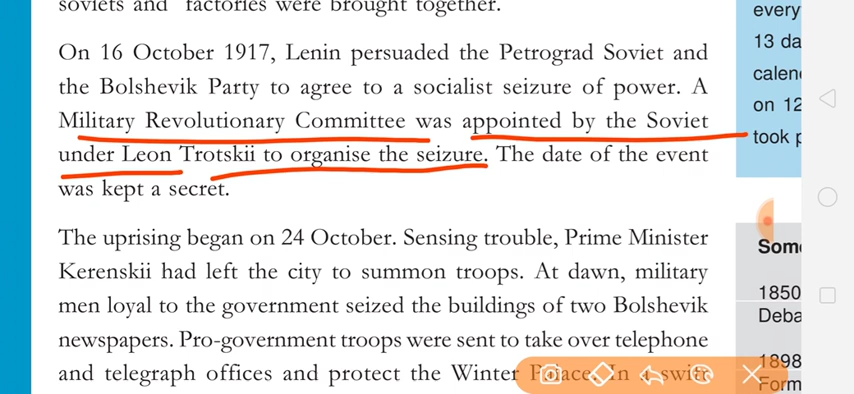 soviets and factories were brought together.
On 16 October 1917, Lenin persuaded the Petrograd Soviet and
the Bolshevik Party to agree to a socialist seizure of power. A
Military Revolutionary Committee was appointed by the Soviet
under Leon Trotskii to organise the seizure. The date of the event
was kept a secret.
The uprising began on 24 October. Sensing trouble, Prime Minister
Kerenskii had left the city to summon troops. At dawn, military
men loyal to the government seized the buildings of two Bolshevik
newspapers. Pro-government troops were sent to take over telephone
and telegraph offices and protect the Winter Palace. In a swift
every
13 da
calen
on 12
took p
Som
1850
Deba
1898
Form